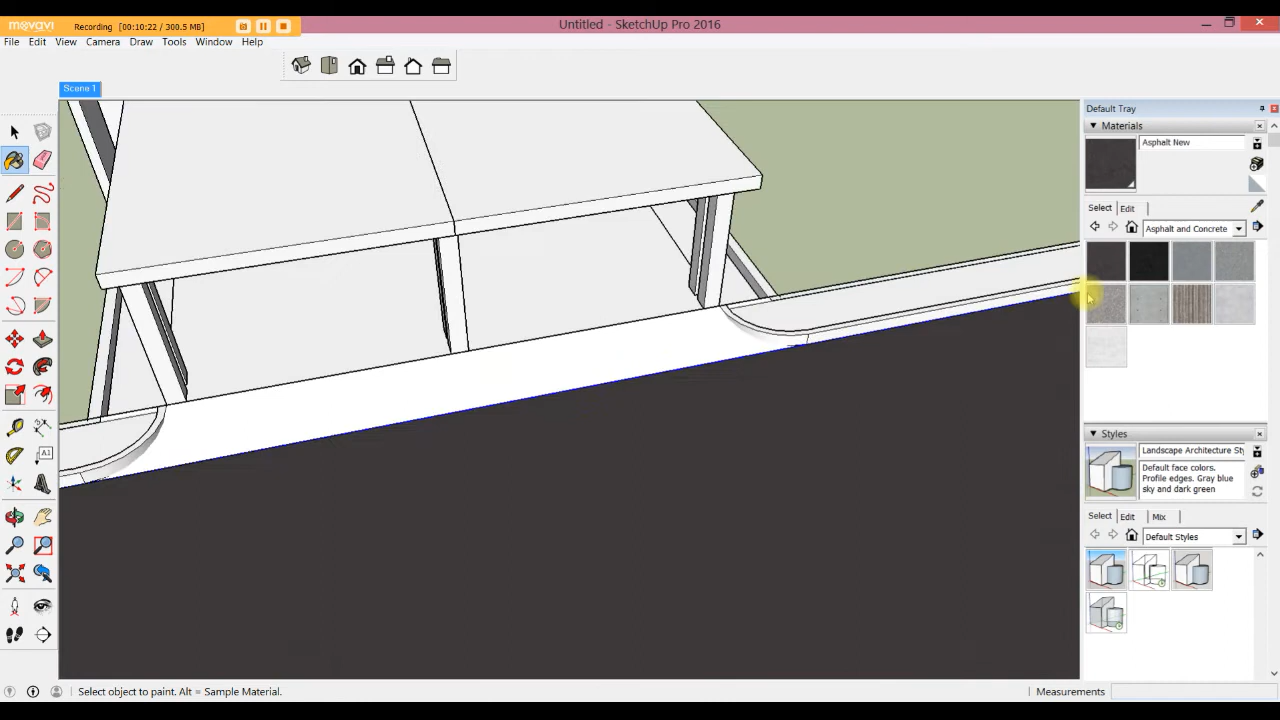 movavi
Recording [00:10:22 / 300.5 MB]
Untitled - SketchUp Pro 2016
File Edit View Camera Draw Tools Window Help
Scene 1
Default Tray
Materials
Asphalt New
Select Edit
Asphalt and Concrete
Styles
Landscape Architecture Sty
Default face colors.
Profile edges. Gray blue
sky and dark green
Select Edit Mix
Default Styles
A1
Select object to paint. Alt = Sample Material.
Measurements